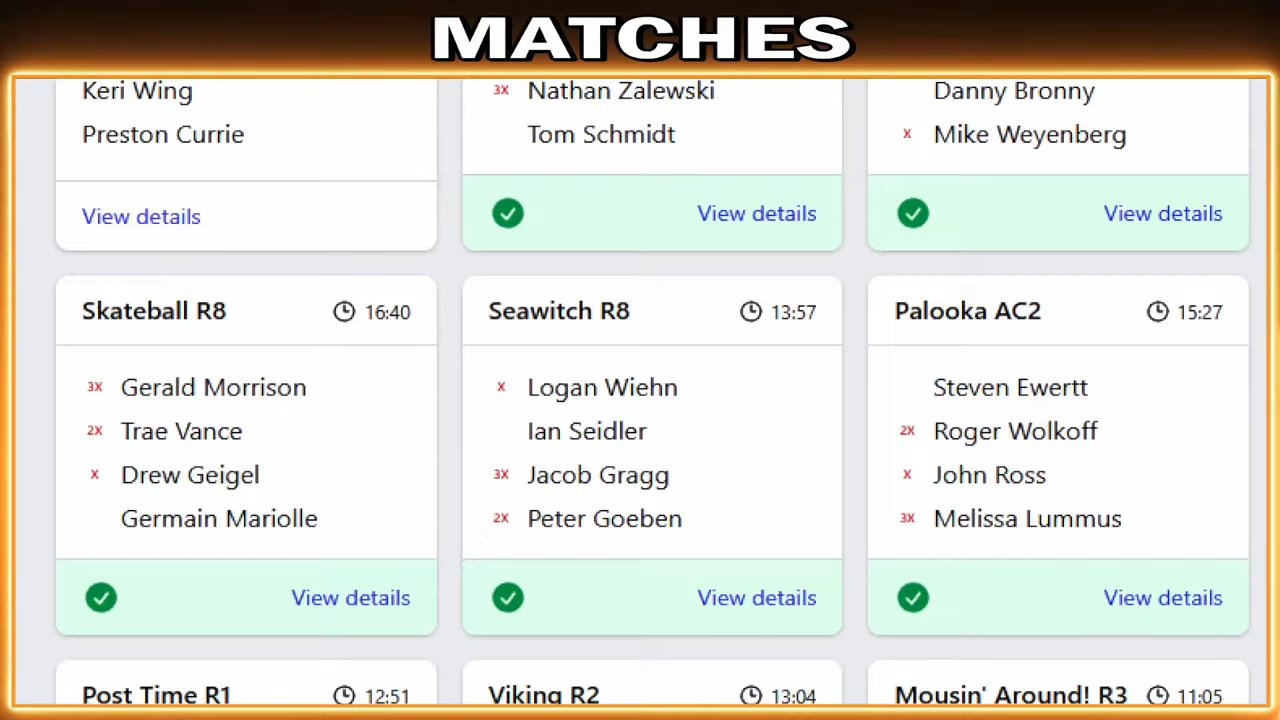 MATCHES
Keri Wing
Preston Currie
View details
3X Nathan Zalewski
Tom Schmidt
View details
Danny Bronny
X Mike Weyenberg
View details
Skateball R8 16:40
3X Gerald Morrison
2X Trae Vance
X Drew Geigel
Germain Mariolle
View details
Seawitch R8 13:57
X Logan Wiehn
Ian Seidler
3X Jacob Gragg
2X Peter Goeben
View details
Palooka AC2 15:27
Steven Ewertt
2X Roger Wolkoff
X John Ross
3X Melissa Lummus
View details
Post Time R1 12:51
Viking R2 13:04
Mousin' Around! R3 11:05